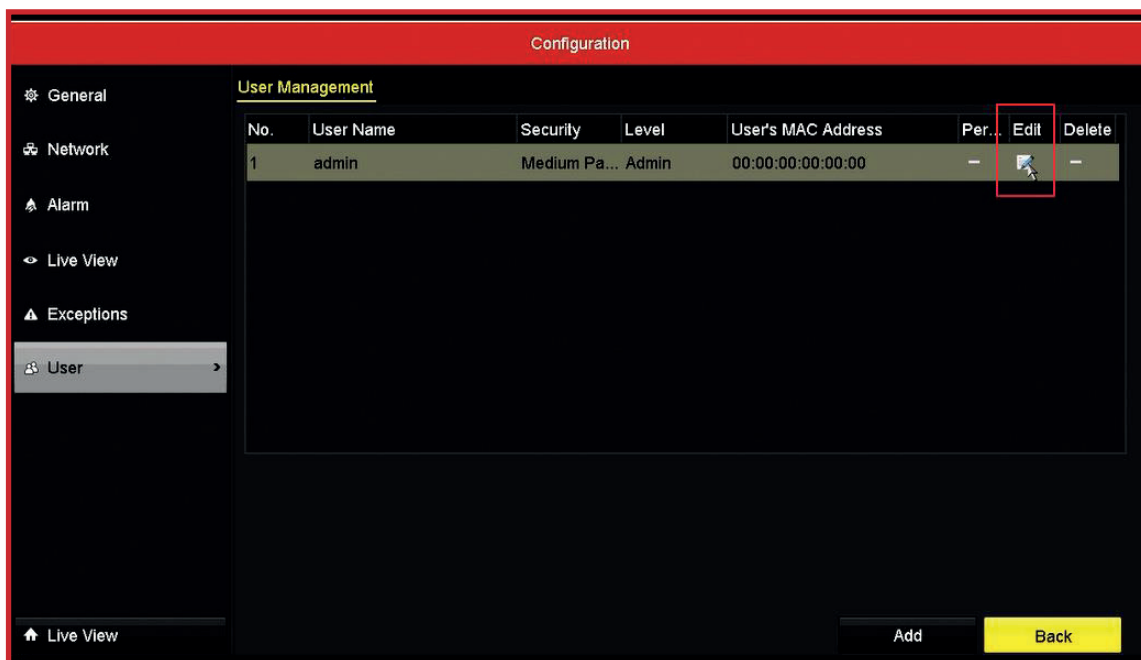 Configuration
General
Network
Alarm
Live View
Exceptions
User
User Management
No. User Name Security Level User's MAC Address Per... Edit Delete
1 admin Medium Pa... Admin 00:00:00:00:00:00 – –
Live View
Add Back